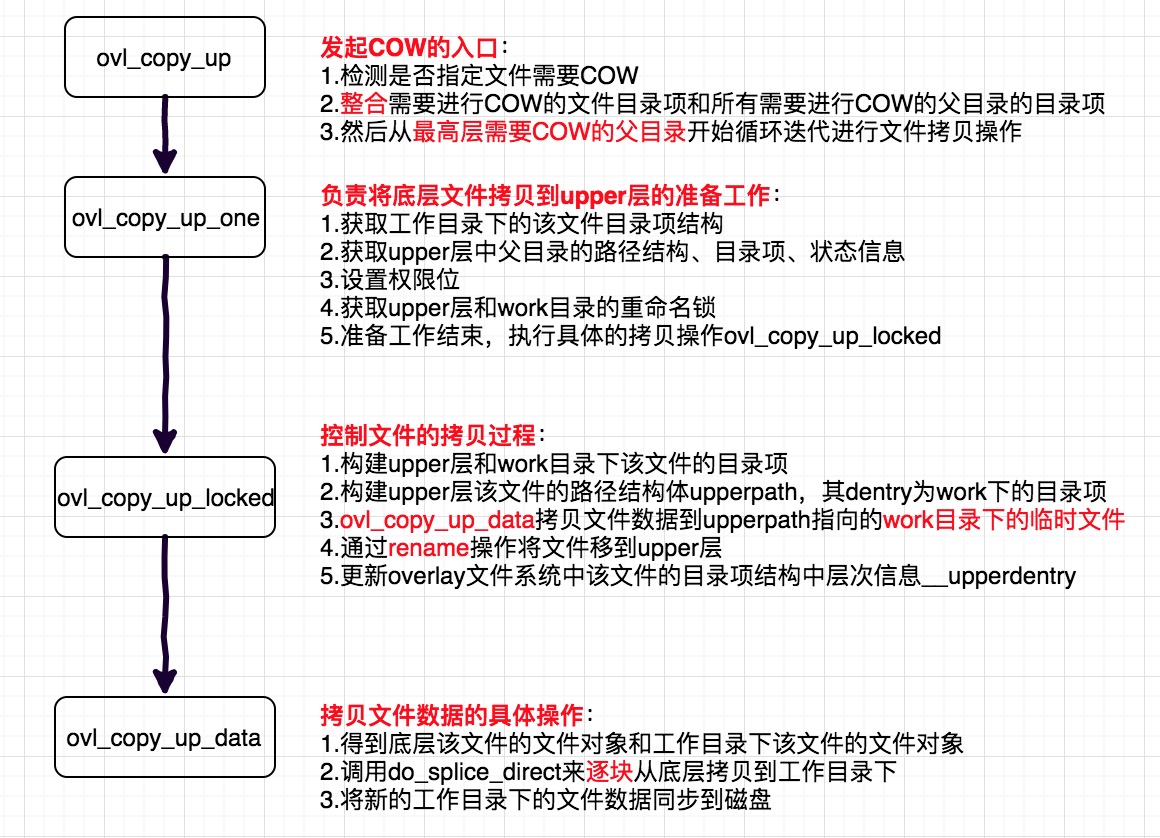 ovl_copy_up
发起COW的入口：
1.检测是否指定文件需要COW
2.整合需要进行COW的文件目录项和所有需要进行COW的父目录的目录项
3.然后从最高层需要COW的父目录开始循环迭代进行文件拷贝操作
ovl_copy_up_one
负责将底层文件拷贝到upper层的准备工作：
1.获取工作目录下的该文件目录项结构
2.获取upper层中父目录的路径结构、目录项、状态信息
3.设置权限位
4.获取upper层和work目录的重命名锁
5.准备工作结束，执行具体的拷贝操作ovl_copy_up_locked
ovl_copy_up_locked
控制文件的拷贝过程：
1.构建upper层和work目录下该文件的目录项
2.构建upper层该文件的路径结构体upperpath，其dentry为work下的目录项
3.ovl_copy_up_data拷贝文件数据到upperpath指向的work目录下的临时文件
4.通过rename操作将文件移到upper层
5.更新overlay文件系统中该文件的目录项结构中层次信息__upperdentry
ovl_copy_up_data
拷贝文件数据的具体操作：
1.得到底层该文件的文件对象和工作目录下该文件的文件对象
2.调用do_splice_direct来逐块从底层拷贝到工作目录下
3.将新的工作目录下的文件数据同步到磁盘